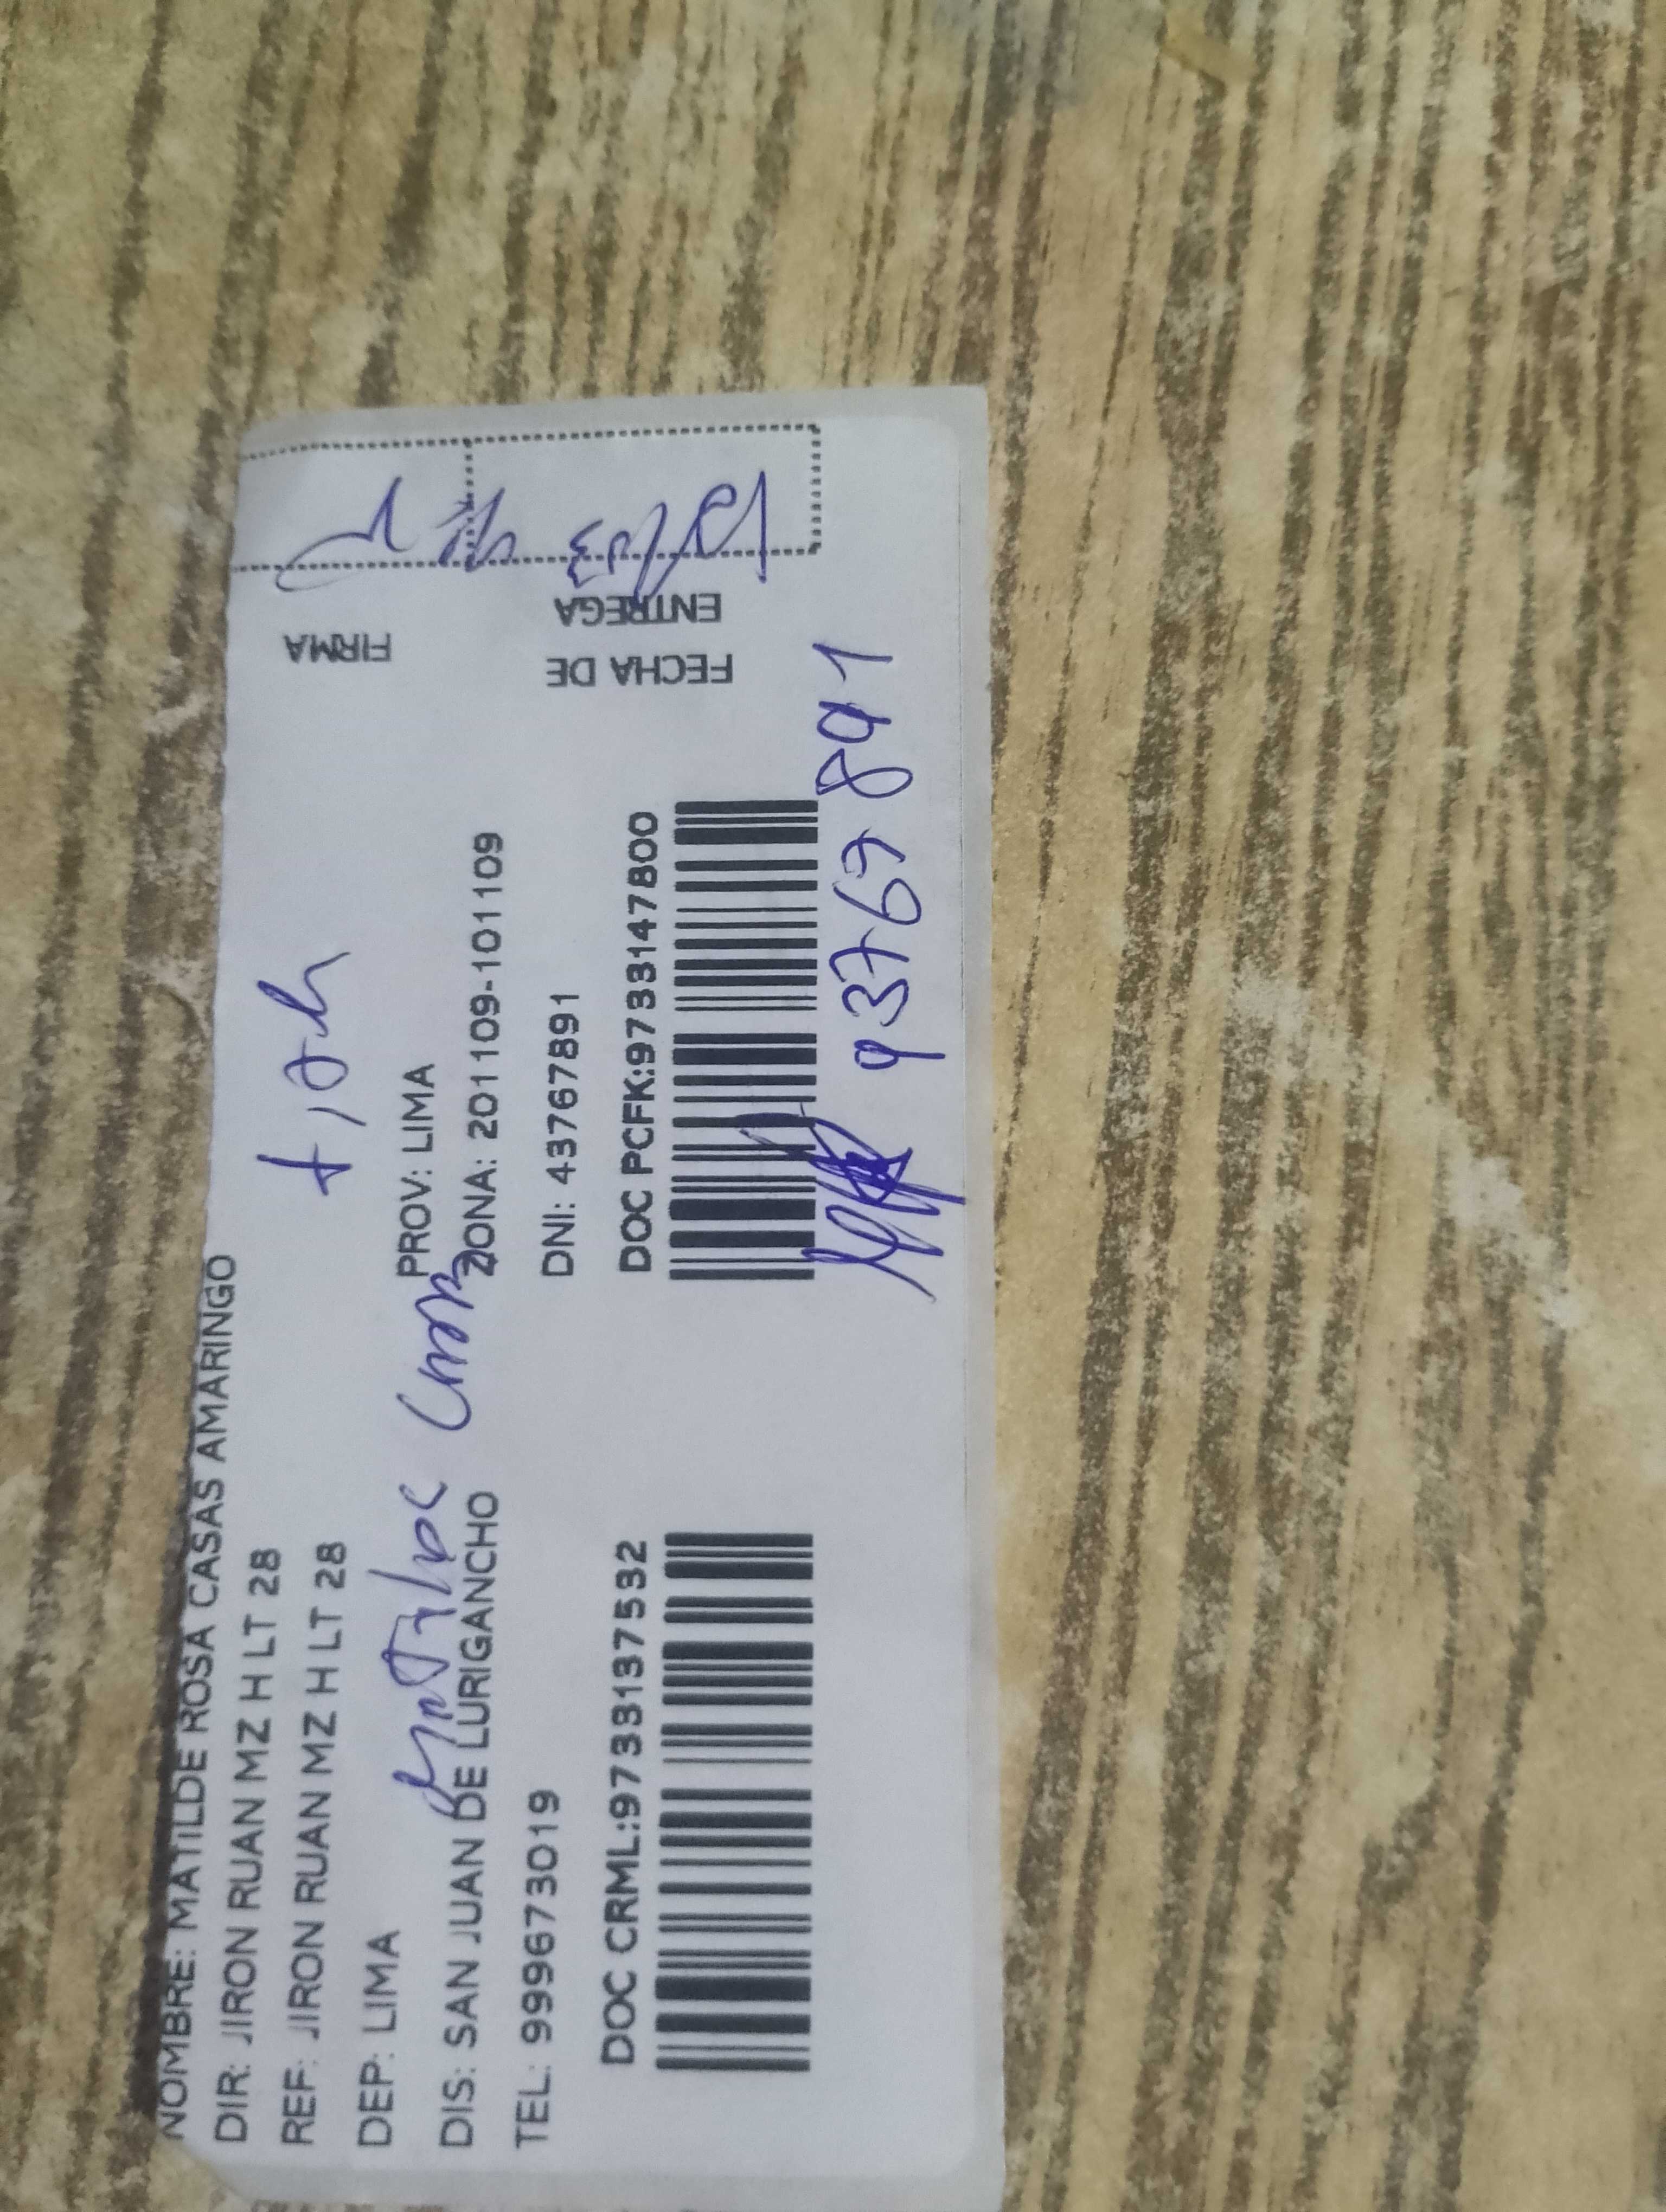 NOMBRE: MATILDE ROSA CASAS AMARINGO
DIR: JIRON RUAN MZ H LT 28
REF: JIRON RUAN MZ H LT 28
DEP: LIMA PROV: LIMA
DIS: SAN JUAN DE LURIGANCHO ZONA: 201109-101109
TEL: 999673019 DNI: 43767891
DOC CRML:9733137532 DOC PCFK:9733147800
FIRMA
FECHA DE
ENTREGA